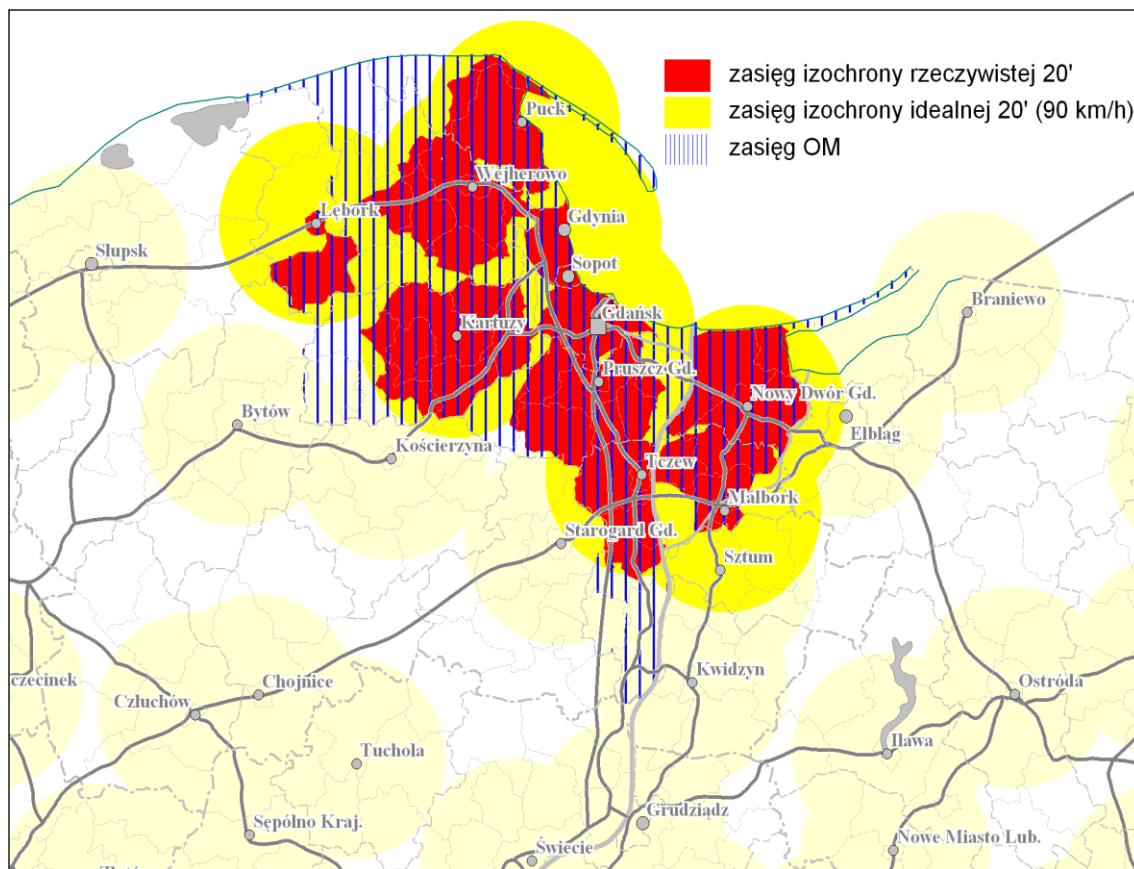 zasięg izochrony rzeczywistej 20'
zasięg izochrony idealnej 20' (90 km/h)
zasięg OM
Puck
Wejherowo
Lębork
Gdynia
Słupsk
Sopot
Braniewo
Gdańsk
Kartuzy
Pruszcz Gd.
Nowy Dwór Gd.
Bytów
Elbląg
Kościerzyna
Tczew
Malbork
Starogard Gd.
Sztum
Kwidzyn
czecinek
Chojnice
Ostróda
Człuchów
Iława
Tuchola
Grudziądz
Sępólno Kraj.
Nowe Miasto Lub.
Świecie